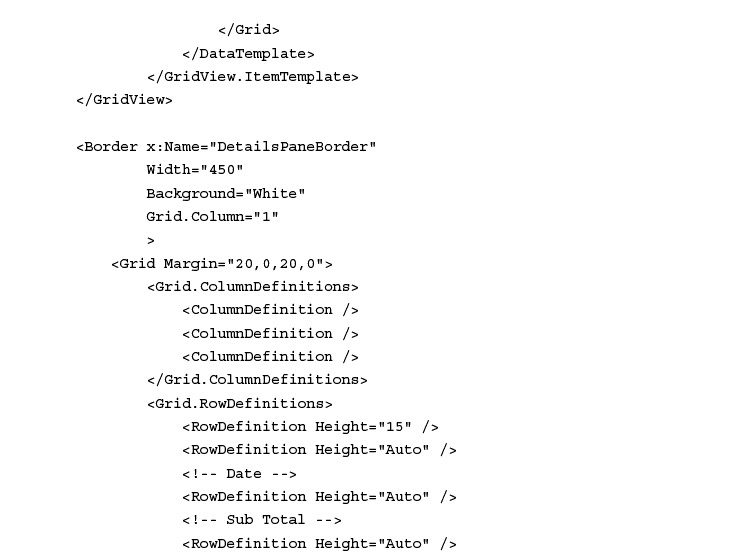 </Grid>
</DataTemplate>
</GridView.ItemTemplate>
</GridView>
<Border x:Name="DetailsPaneBorder"
Width="450"
Background="White"
Grid.Column="1"
>
<Grid Margin="20,0,20,0">
<Grid.ColumnDefinitions>
<ColumnDefinition />
<ColumnDefinition />
<ColumnDefinition />
</Grid.ColumnDefinitions>
<Grid.RowDefinitions>
<RowDefinition Height="15" />
<RowDefinition Height="Auto" />
<!-- Date -->
<RowDefinition Height="Auto" />
<!-- Sub Total -->
<RowDefinition Height="Auto" />